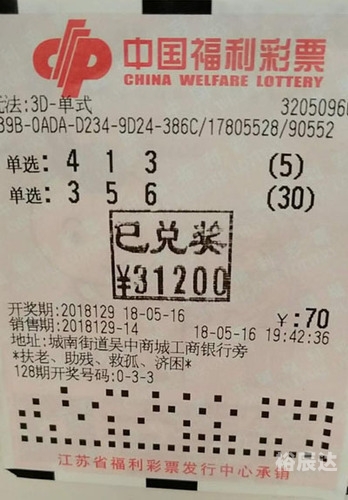 中国福利彩票
CHINA WELFARE LOTTERY
玩法:3D-单式 3205096
89B-0ADA-D234-9D24-386C/17805528/90552
单选: 4 1 3 (5)
单选: 3 5 6 (30)
已兑奖
¥31200
开奖期:2018129 18-05-16 ¥:70
销售期:2018129-14 18-05-16 19:42:36
地址:城南街道吴中商城工商银行旁
*扶老、助残、救孤、济困*
128期开奖号码:0-3-3
江苏省福利彩票发行中心承销
裕辰达